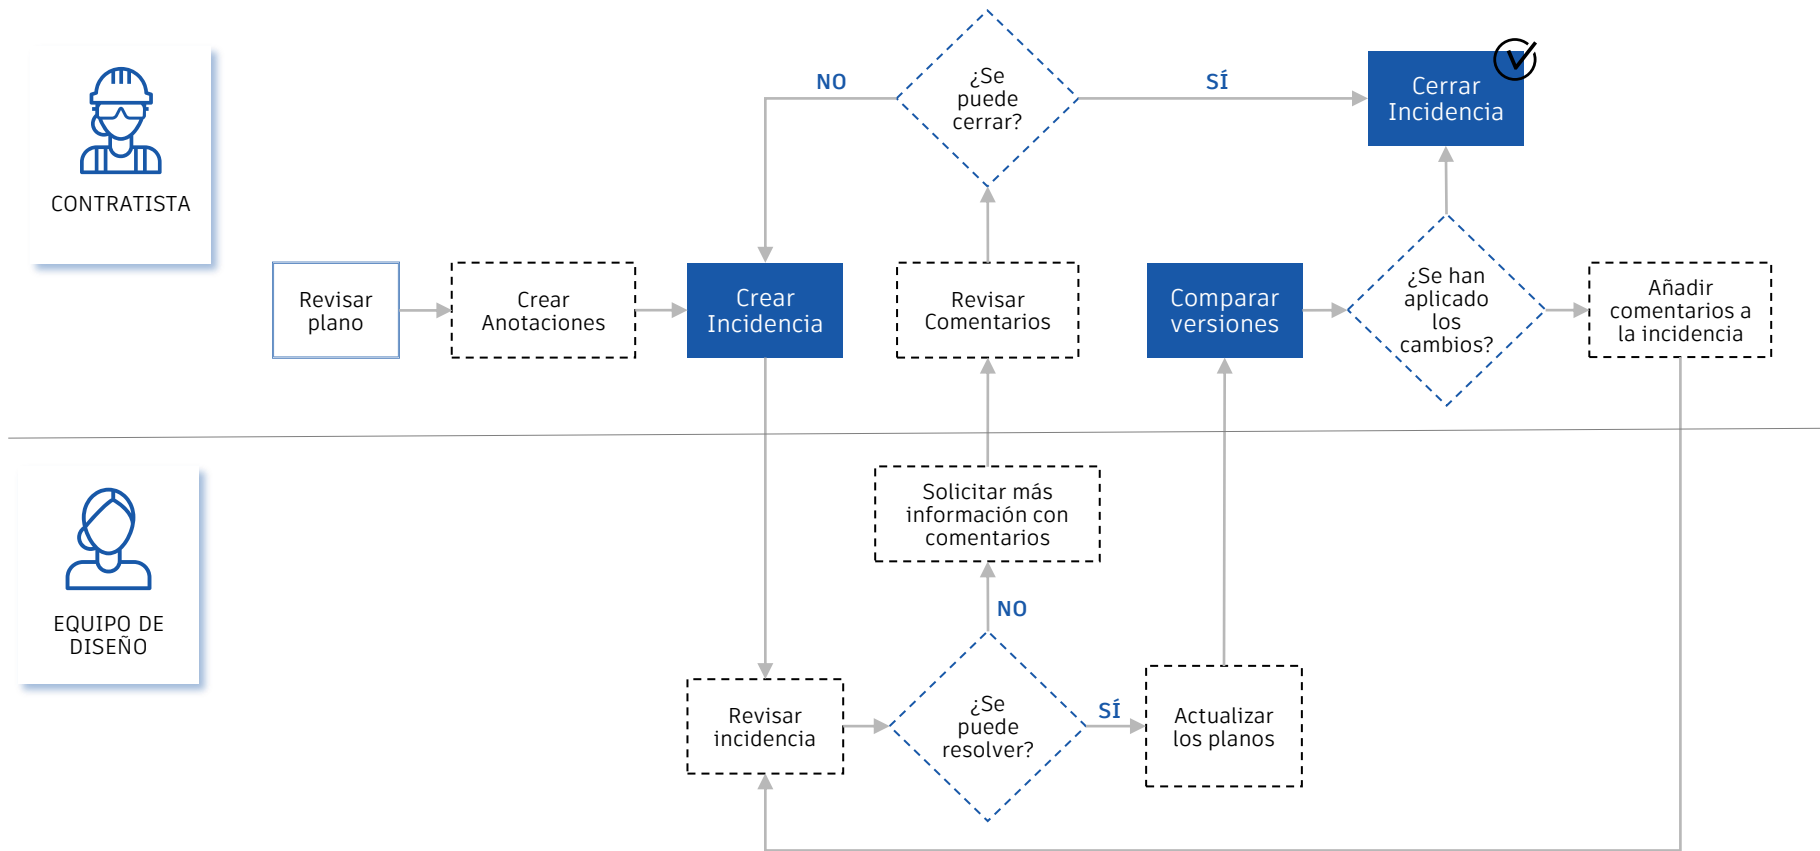 ¿Se
puede
cerrar?
NO
SÍ
Cerrar
Incidencia
CONTRATISTA
Revisar
plano
Crear
Anotaciones
Crear
Incidencia
Revisar
Comentarios
Comparar
versiones
¿Se han
aplicado
los
cambios?
Añadir
comentarios a
la incidencia
Solicitar más
información con
comentarios
NO
EQUIPO DE
DISEÑO
Revisar
incidencia
¿Se
puede
resolver?
SÍ
Actualizar
los planos